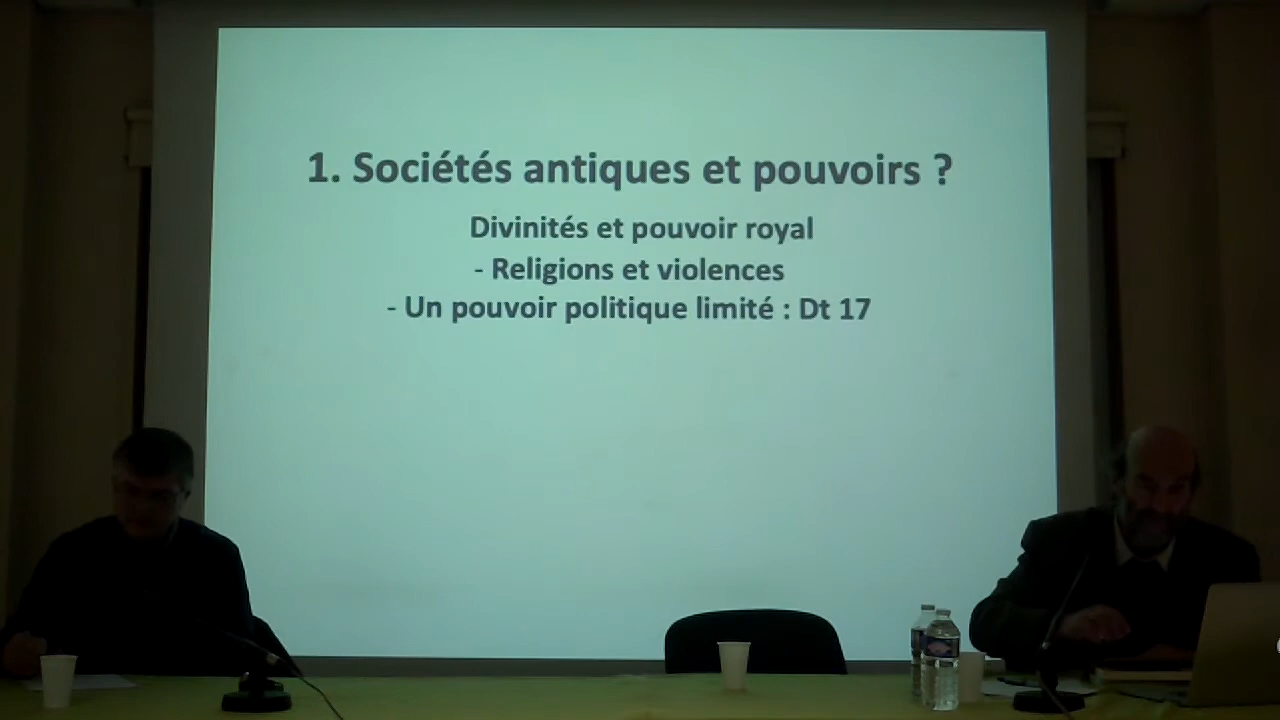 1. Sociétés antiques et pouvoirs ?
Divinités et pouvoir royal
- Religions et violences
- Un pouvoir politique limité : Dt 17